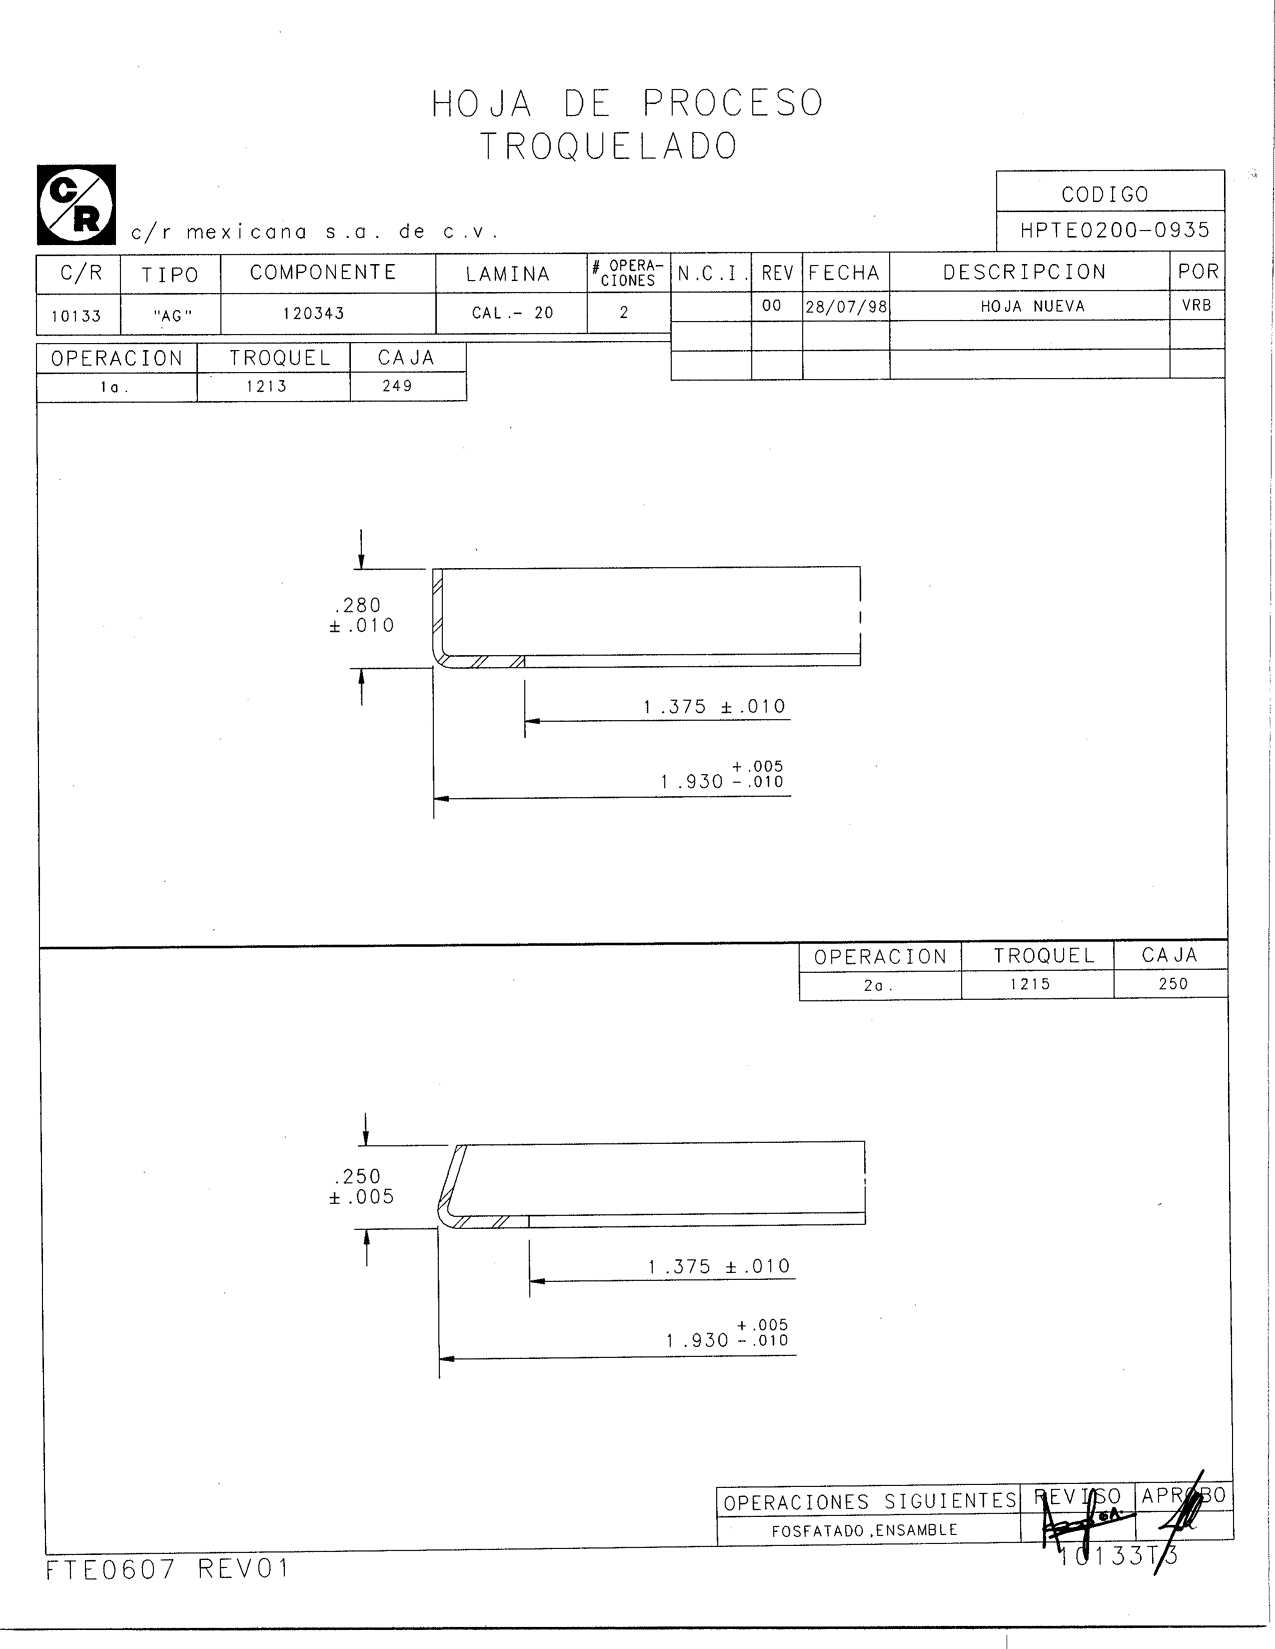 HOJA DE PROCESO
TROQUELADO
C/R
c/r mexicana s.a. de c.v.
CODIGO
HPTE0200-0935
C/R TIPO COMPONENTE LAMINA # OPERA-
CIONES
10133 "AG" 120343 CAL.- 20 2
N.C.I. REV FECHA DESCRIPCION POR
00 28/07/98 HOJA NUEVA VRB
OPERACION TROQUEL CAJA
1a. 1213 249
.280
±.010
1.375 ±.010
+.005
1.930 -.010
OPERACION TROQUEL CAJA
2a. 1215 250
.250
±.005
1.375 ±.010
+.005
1.930 -.010
OPERACIONES SIGUIENTES REVISO APROBO
FOSFATADO,ENSAMBLE
10133T3
FTE0607 REV01